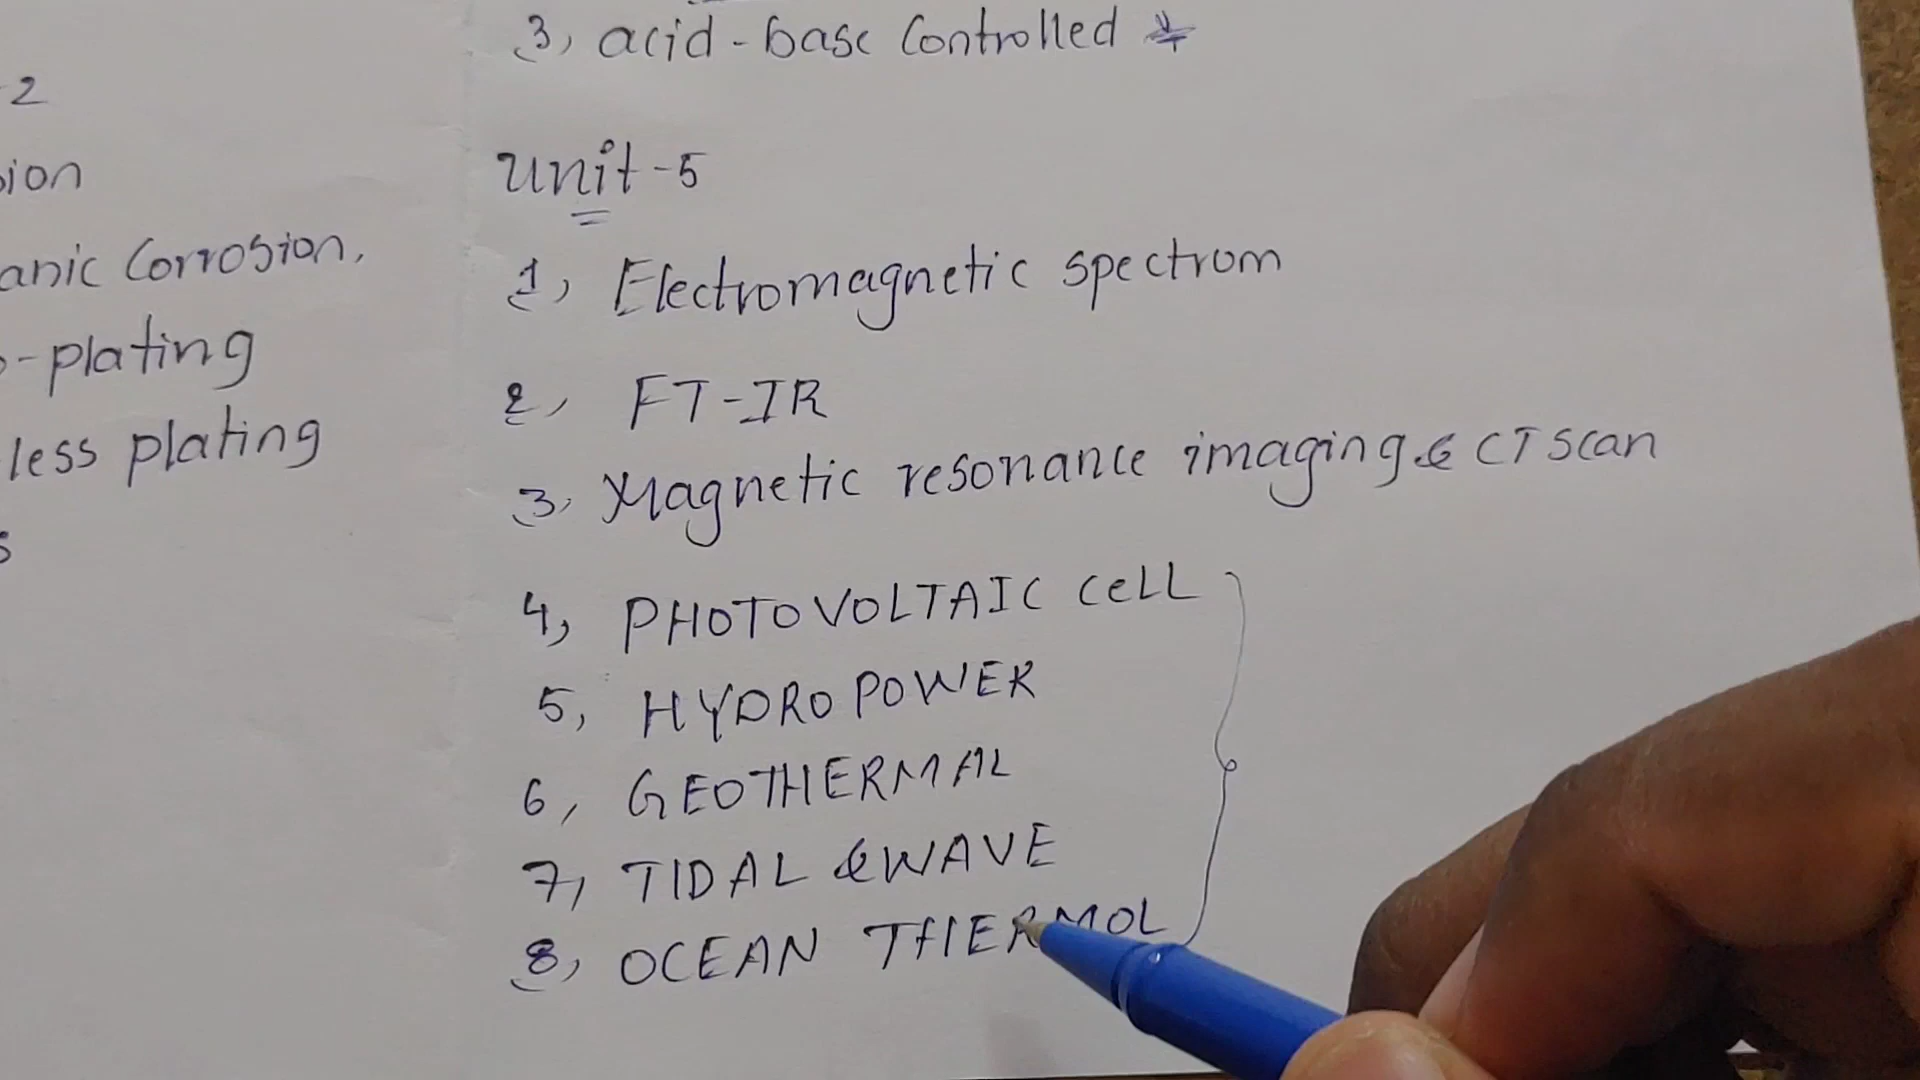 -2
anic Corrosion,
-plating
less plating
3, acid-base Controlled
Unit-5
1, Electromagnetic spectrom
2, FT-IR
3, Magnetic resonance imaging & CT Scan
4, PHOTOVOLTAIC CeLL
5, HYDRO POWER
6, GEOTHERMAL
7, TIDAL & WAVE
8, OCEAN THERMOL